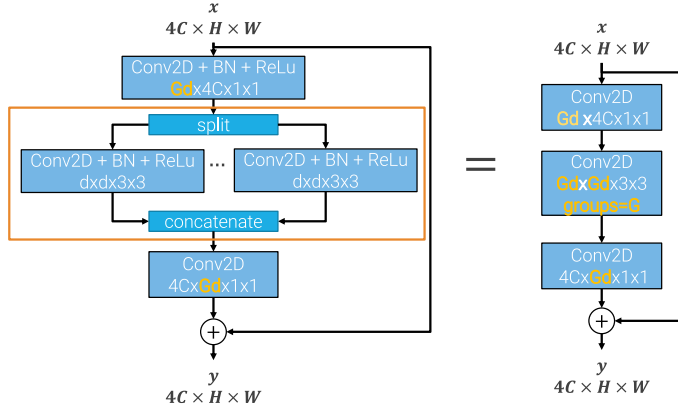 x
4C × H × W
Conv2D + BN + ReLu
Gdx4Cx1x1
split
Conv2D + BN + ReLu
dxdx3x3
...
Conv2D + BN + ReLu
dxdx3x3
concatenate
Conv2D
4CxGdx1x1
+
y
4C × H × W
=
x
4C × H × W
Conv2D
Gd x4Cx1x1
Conv2D
GdxGdx3x3
groups=G
Conv2D
4CxGdx1x1
+
y
4C × H × W